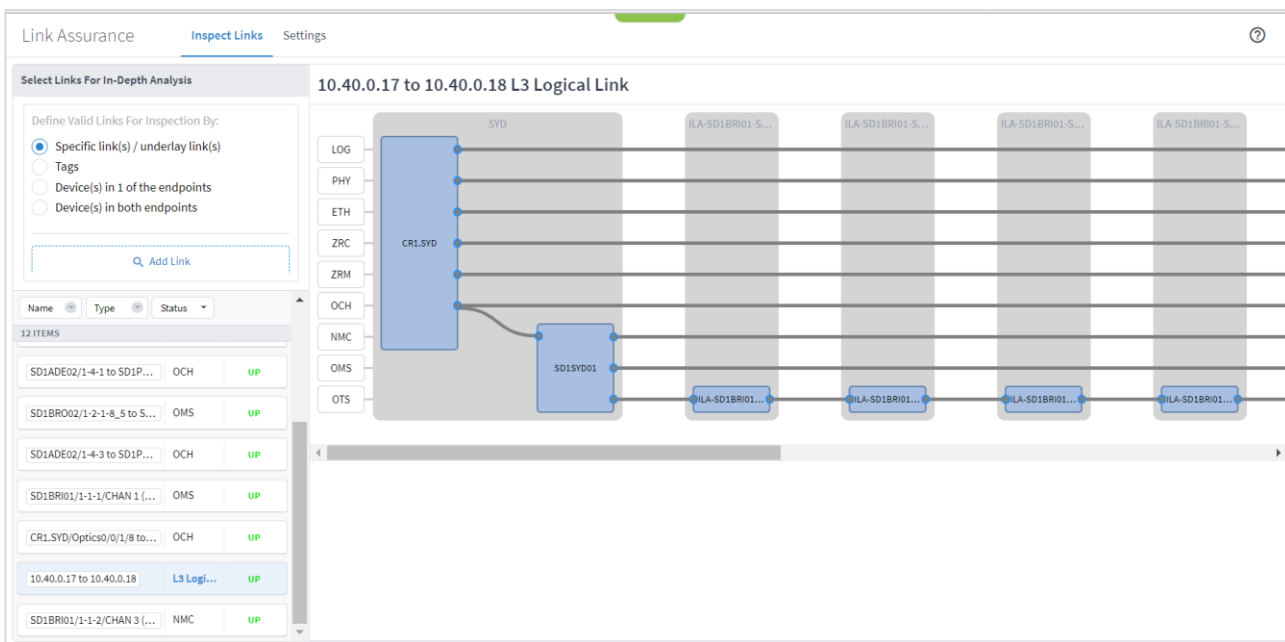 Link Assurance
Inspect Links
Settings
Select Links For In-Depth Analysis
Define Valid Links For Inspection By:
Specific link(s) / underlay link(s)
Tags
Device(s) in 1 of the endpoints
Device(s) in both endpoints
Add Link
Name Type Status
12 ITEMS
SD1ADE02/1-4-1 to SD1P... OCH UP
SD1BRO02/1-2-1-8_5 to S... OMS UP
SD1ADE02/1-4-3 to SD1P... OCH UP
SD1BRI01/1-1-1/CHAN 1 (... OMS UP
CR1.SYD/Optics0/0/1/8 to... OCH UP
10.40.0.17 to 10.40.0.18 L3 Logi... UP
SD1BRI01/1-1-2/CHAN 3 (... NMC UP
10.40.0.17 to 10.40.0.18 L3 Logical Link
SYD ILA-SD1BRI01-S... ILA-SD1BRI01-S... ILA-SD1BRI01-S... ILA-SD1BRI01-S...
LOG
PHY
ETH
ZRC CR1.SYD
ZRM
OCH
NMC
OMS SD1SYD01
OTS ILA-SD1BRI01... ILA-SD1BRI01... ILA-SD1BRI01... ILA-SD1BRI01...